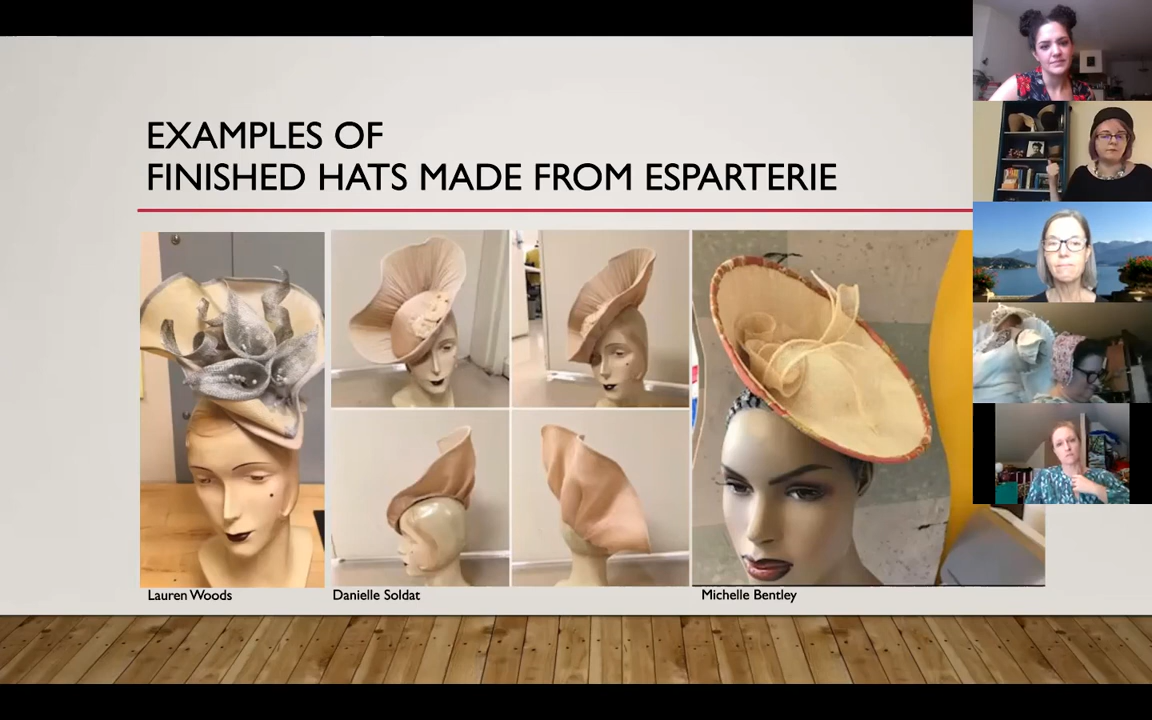 EXAMPLES OF
FINISHED HATS MADE FROM ESPARTERIE
Lauren Woods
Danielle Soldat
Michelle Bentley